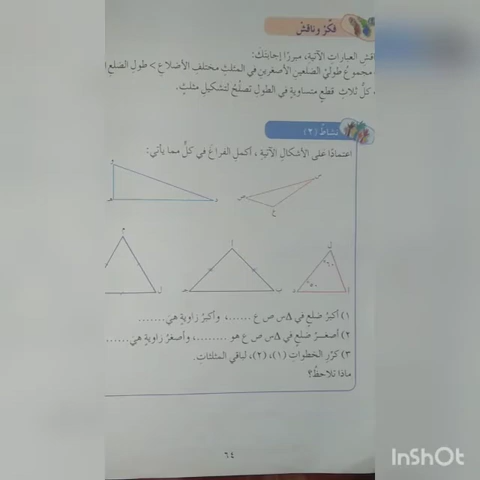 فكّر وناقش
قش العبارات الآتية، مبررًا إجابتك:
مجموعُ طوليْ الضلعينِ الأصغرينِ في المثلثِ مختلفِ الأضلاعِ > طولِ الضلعِ
كلُّ ثلاثِ قطعٍ متساويةٍ في الطولِ تصلُحُ لتشكيلِ مثلثٍ.
نشاط (٢)
اعتمادًا على الأشكالِ الآتيةِ، أكملِ الفراغَ في كلٍّ مما يأتي:
ع
١) أكبرُ ضلعٍ في Δ س ص ع ......، وأكبرُ زاويةٍ هيَ.......
٢) أصغرُ ضلعٍ في Δ س ص ع هو ........، وأصغرُ زاويةٍ هي......
٣) كرّرِ الخطواتِ (١)، (٢)، لباقي المثلثاتِ.
ماذا تلاحظُ؟
٦٤
InShOt